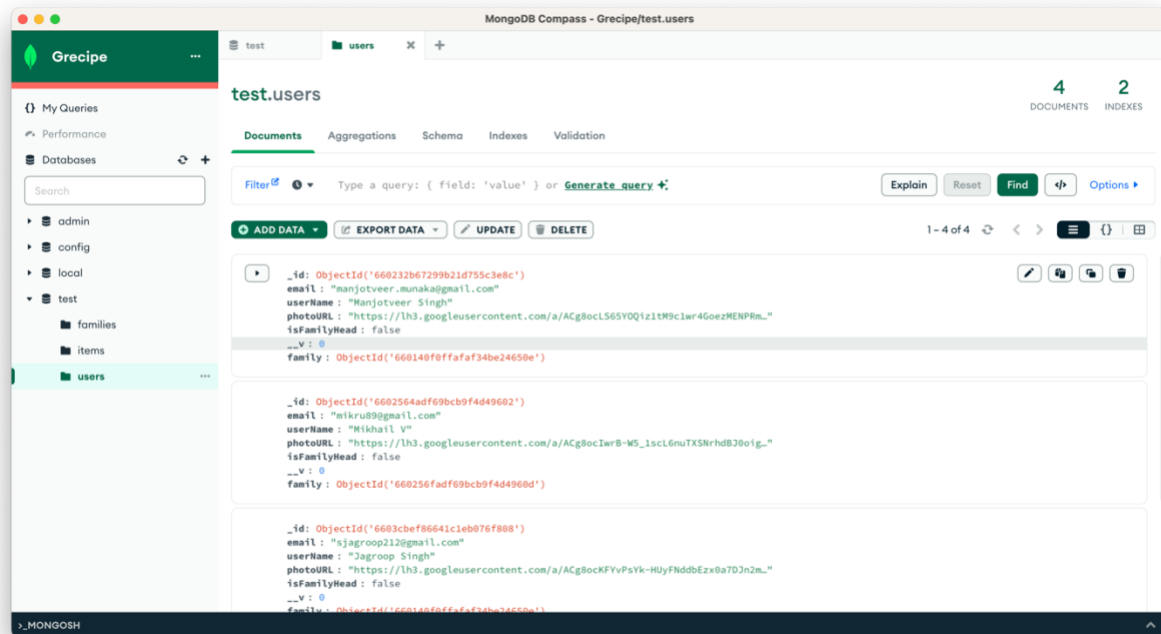 MongoDB Compass - Grecipe/test.users
Grecipe
test
users
{} My Queries
Performance
Databases
Search
admin
config
local
test
families
items
users
test.users
4
DOCUMENTS
2
INDEXES
Documents Aggregations Schema Indexes Validation
Filter Type a query: { field: 'value' } or Generate query
Explain Reset Find </> Options
ADD DATA EXPORT DATA UPDATE DELETE
1 – 4 of 4 {}
_id: ObjectId('660232b67299b21d755c3e8c')
email : "manjotveer.munaka@gmail.com"
userName : "Manjotveer Singh"
photoURL : "https://lh3.googleusercontent.com/a/ACg8ocLS65YOQiz1tM9c1wr4GoezMENPRm…"
isFamilyHead : false
__v : 0
family : ObjectId('660140f0ffafaf34be24650e')
_id: ObjectId('6602564adf69bcb9f4d49602')
email : "mikru89@gmail.com"
userName : "Mikhail V"
photoURL : "https://lh3.googleusercontent.com/a/ACg8ocIwrB-W5_1scL6nuTXSNrhdBJ0oig…"
isFamilyHead : false
__v : 0
family : ObjectId('660256fadf69bcb9f4d4960d')
_id: ObjectId('6603cbef86641c1eb076f808')
email : "sjagroop212@gmail.com"
userName : "Jagroop Singh"
photoURL : "https://lh3.googleusercontent.com/a/ACg8ocKFYvPsYk-HUyFNddbEzx0a7DJn2m…"
isFamilyHead : false
__v : 0
family : ObjectId('660140f0ffafaf34be24650e')
>_MONGOSH